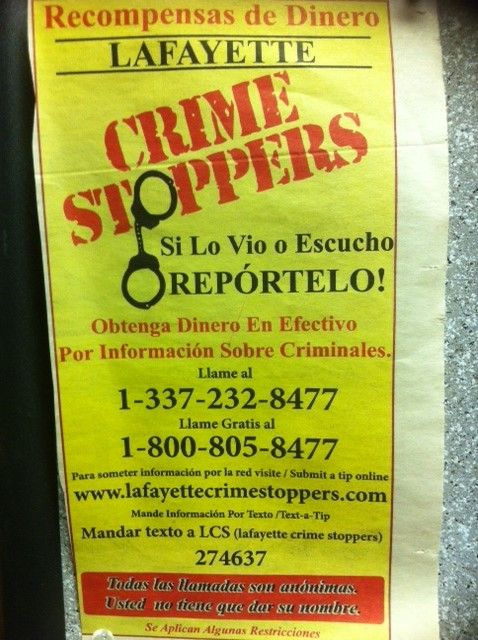 Recompensas de Dinero
LAFAYETTE
CRIME
STOPPERS
Si Lo Vio o Escucho
REPÓRTELO!
Obtenga Dinero En Efectivo
Por Información Sobre Criminales.
Llame al
1-337-232-8477
Llame Gratis al
1-800-805-8477
Para someter información por la red visite / Submit a tip online
www.lafayettecrimestoppers.com
Mande Información Por Texto /Text-a-Tip
Mandar texto a LCS (lafayette crime stoppers)
274637
Todas las llamadas son anónimas.
Usted no tiene que dar su nombre.
Se Aplican Algunas Restricciones